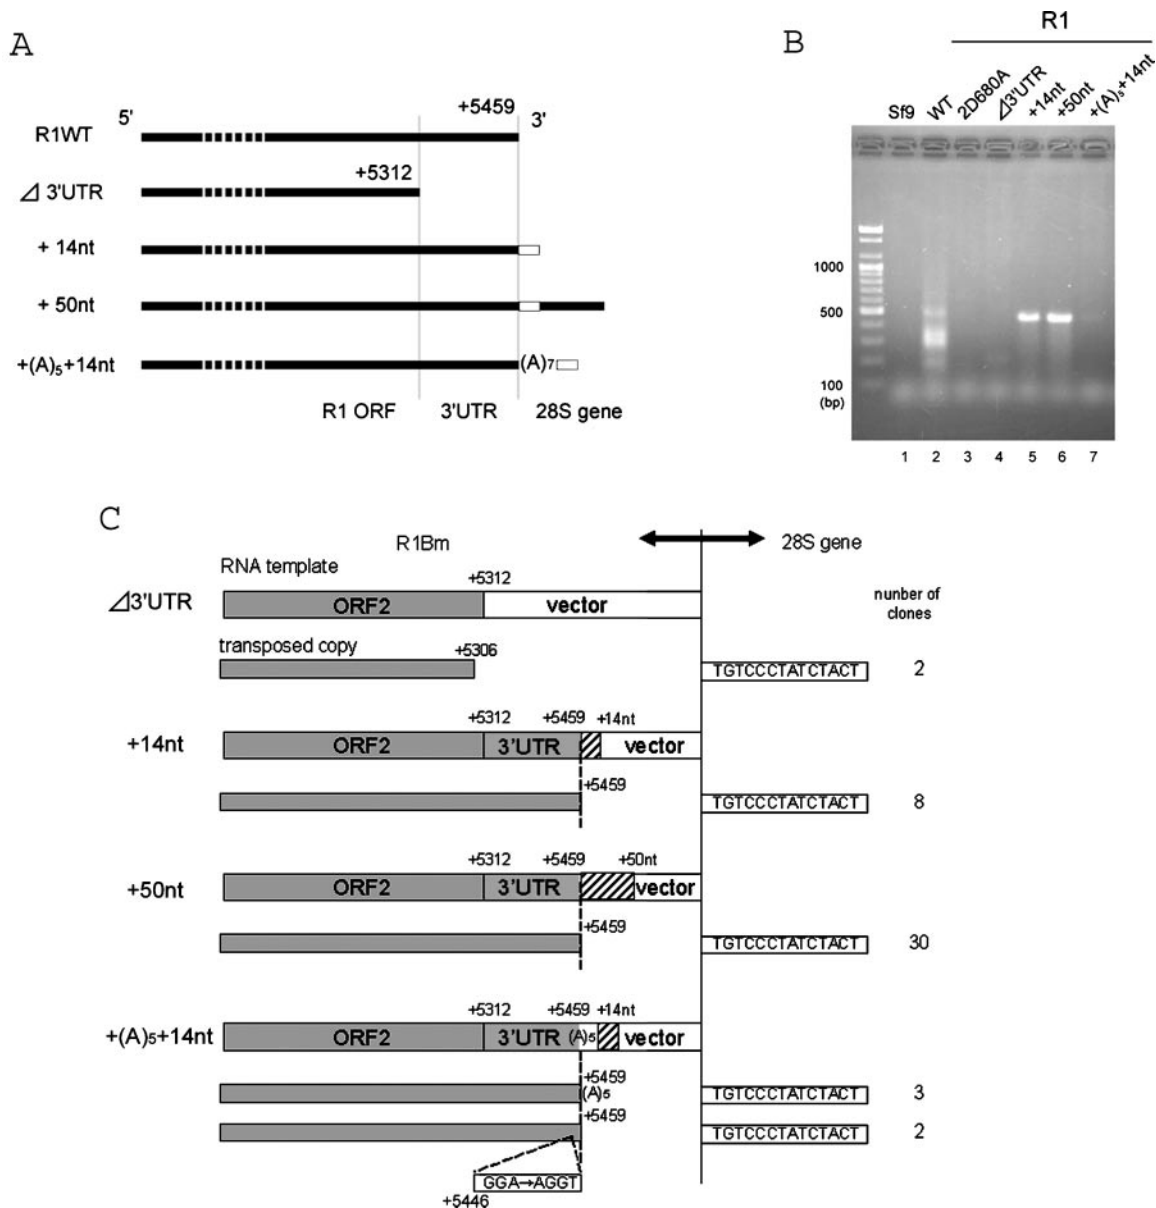 A
5'
+5459
3'
R1WT
+5312
⊿ 3'UTR
+ 14nt
+ 50nt
+(A)₅+14nt
(A)₇
R1 ORF
3'UTR
28S gene
B
R1
Sf9
WT
2D680A
⊿3'UTR
+14nt
+50nt
+(A)₅+14nt
1000
500
100
(bp)
1 2 3 4 5 6 7
C
R1Bm
28S gene
RNA template
+5312
⊿3'UTR
ORF2
vector
nunber of
clones
transposed copy
+5306
TGTCCCTATCTACT
2
+5312 +5459 +14nt
+14nt
ORF2
3'UTR
vector
+5459
TGTCCCTATCTACT
8
+5312 +5459 +50nt
+50nt
ORF2
3'UTR
vector
+5459
TGTCCCTATCTACT
30
+5312 +5459 +14nt
+(A)₅+14nt
ORF2
3'UTR
(A)₅
vector
+5459
(A)₅
TGTCCCTATCTACT
3
+5459
TGTCCCTATCTACT
2
GGA→AGGT
+5446